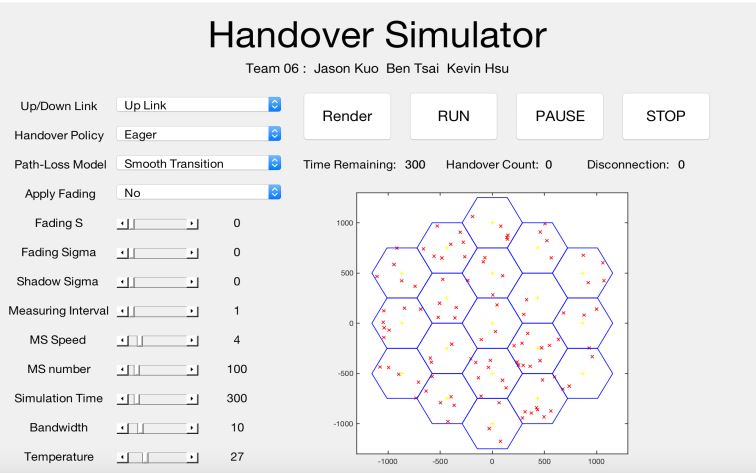 Handover Simulator
Team 06 : Jason Kuo Ben Tsai Kevin Hsu
Up/Down Link Up Link
Handover Policy Eager
Path-Loss Model Smooth Transition
Apply Fading No
Fading S 0
Fading Sigma 0
Shadow Sigma 0
Measuring Interval 1
MS Speed 4
MS number 100
Simulation Time 300
Bandwidth 10
Temperature 27
Render RUN PAUSE STOP
Time Remaining: 300 Handover Count: 0 Disconnection: 0
1000
500
0
-500
-1000
-1000 -500 0 500 1000